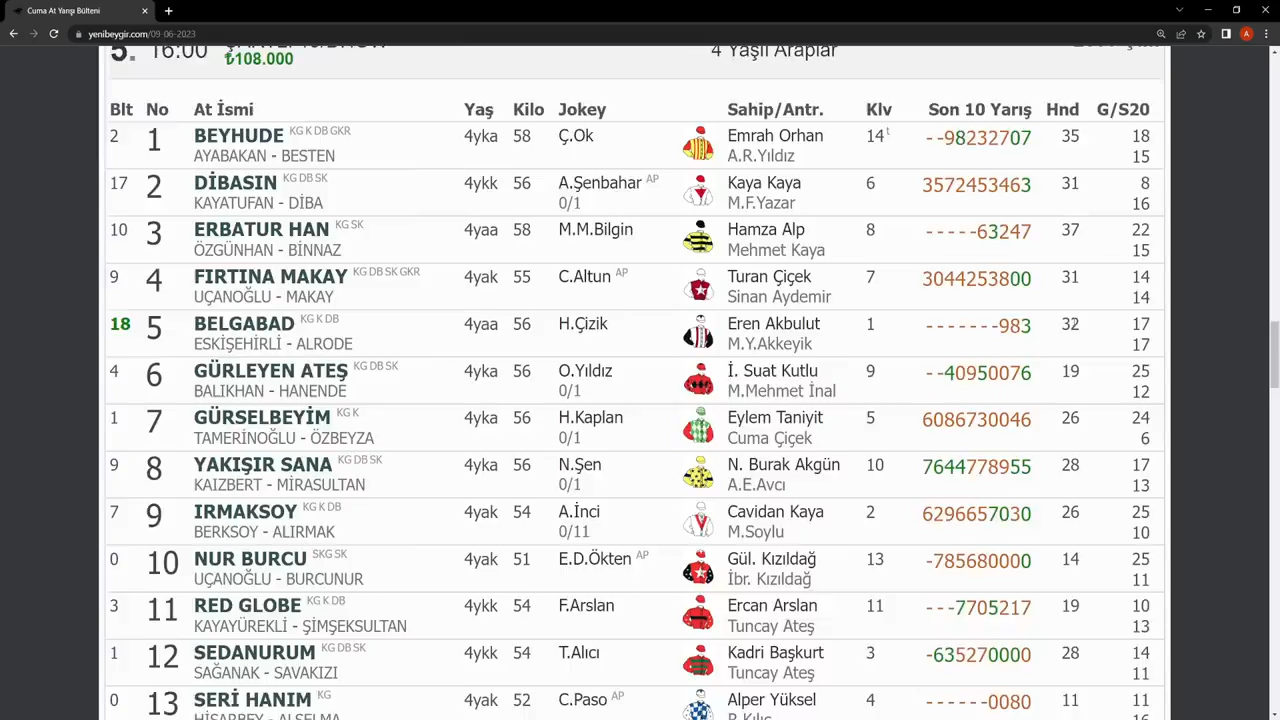 Cuma At Yarışı Bülteni
yenibeygir.com/09-06-2023
A
5. 16:00
4 Yaşlı Araplar
₺108.000
Blt No At İsmi Yaş Kilo Jokey Sahip/Antr. Klv Son 10 Yarış Hnd G/S20
2 1 BEYHUDE KG K DB GKR 4yka 58 Ç.Ok Emrah Orhan 14t --98232707 35 18
AYABAKAN - BESTEN A.R.Yıldız 15
17 2 DİBASIN KG DB SK 4ykk 56 A.Şenbahar AP Kaya Kaya 6 3572453463 31 8
KAYATUFAN - DİBA 0/1 M.F.Yazar 16
10 3 ERBATUR HAN KG SK 4yaa 58 M.M.Bilgin Hamza Alp 8 -----63247 37 22
ÖZGÜNHAN - BİNNAZ Mehmet Kaya 15
9 4 FIRTINA MAKAY KG DB SK GKR 4yak 55 C.Altun AP Turan Çiçek 7 3044253800 31 14
UÇANOĞLU - MAKAY Sinan Aydemir 14
18 5 BELGABAD KG K DB 4yaa 56 H.Çizik Eren Akbulut 1 -------983 32 17
ESKİŞEHİRLİ - ALRODE M.Y.Akkeyik 17
4 6 GÜRLEYEN ATEŞ KG DB SK 4yka 56 O.Yıldız İ. Suat Kutlu 9 --40950076 19 25
BALIKHAN - HANENDE 0/1 M.Mehmet İnal 12
1 7 GÜRSELBEYİM KG K 4yka 56 H.Kaplan Eylem Taniyit 5 6086730046 26 24
TAMERİNOĞLU - ÖZBEYZA 0/1 Cuma Çiçek 6
9 8 YAKIŞIR SANA KG DB SK 4yka 56 N.Şen N. Burak Akgün 10 7644778955 28 17
KAIZBERT - MİRASULTAN 0/1 A.E.Avcı 13
7 9 IRMAKSOY KG K DB 4yak 54 A.İnci Cavidan Kaya 2 6296657030 26 25
BERKSOY - ALIRMAK 0/11 M.Soylu 10
0 10 NUR BURCU SKG SK 4yak 51 E.D.Ökten AP Gül. Kızıldağ 13 -785680000 14 25
UÇANOĞLU - BURCUNUR İbr. Kızıldağ 11
3 11 RED GLOBE KG K DB 4ykk 54 F.Arslan Ercan Arslan 11 ---7705217 19 10
KAYAYÜREKLİ - ŞİMŞEKSULTAN Tuncay Ateş 13
1 12 SEDANURUM KG DB SK 4ykk 54 T.Alıcı Kadri Başkurt 3 -635270000 28 14
SAĞANAK - SAVAKIZI Tuncay Ateş 11
0 13 SERİ HANIM KG 4yak 52 C.Paso AP Alper Yüksel 4 ------0080 11 11